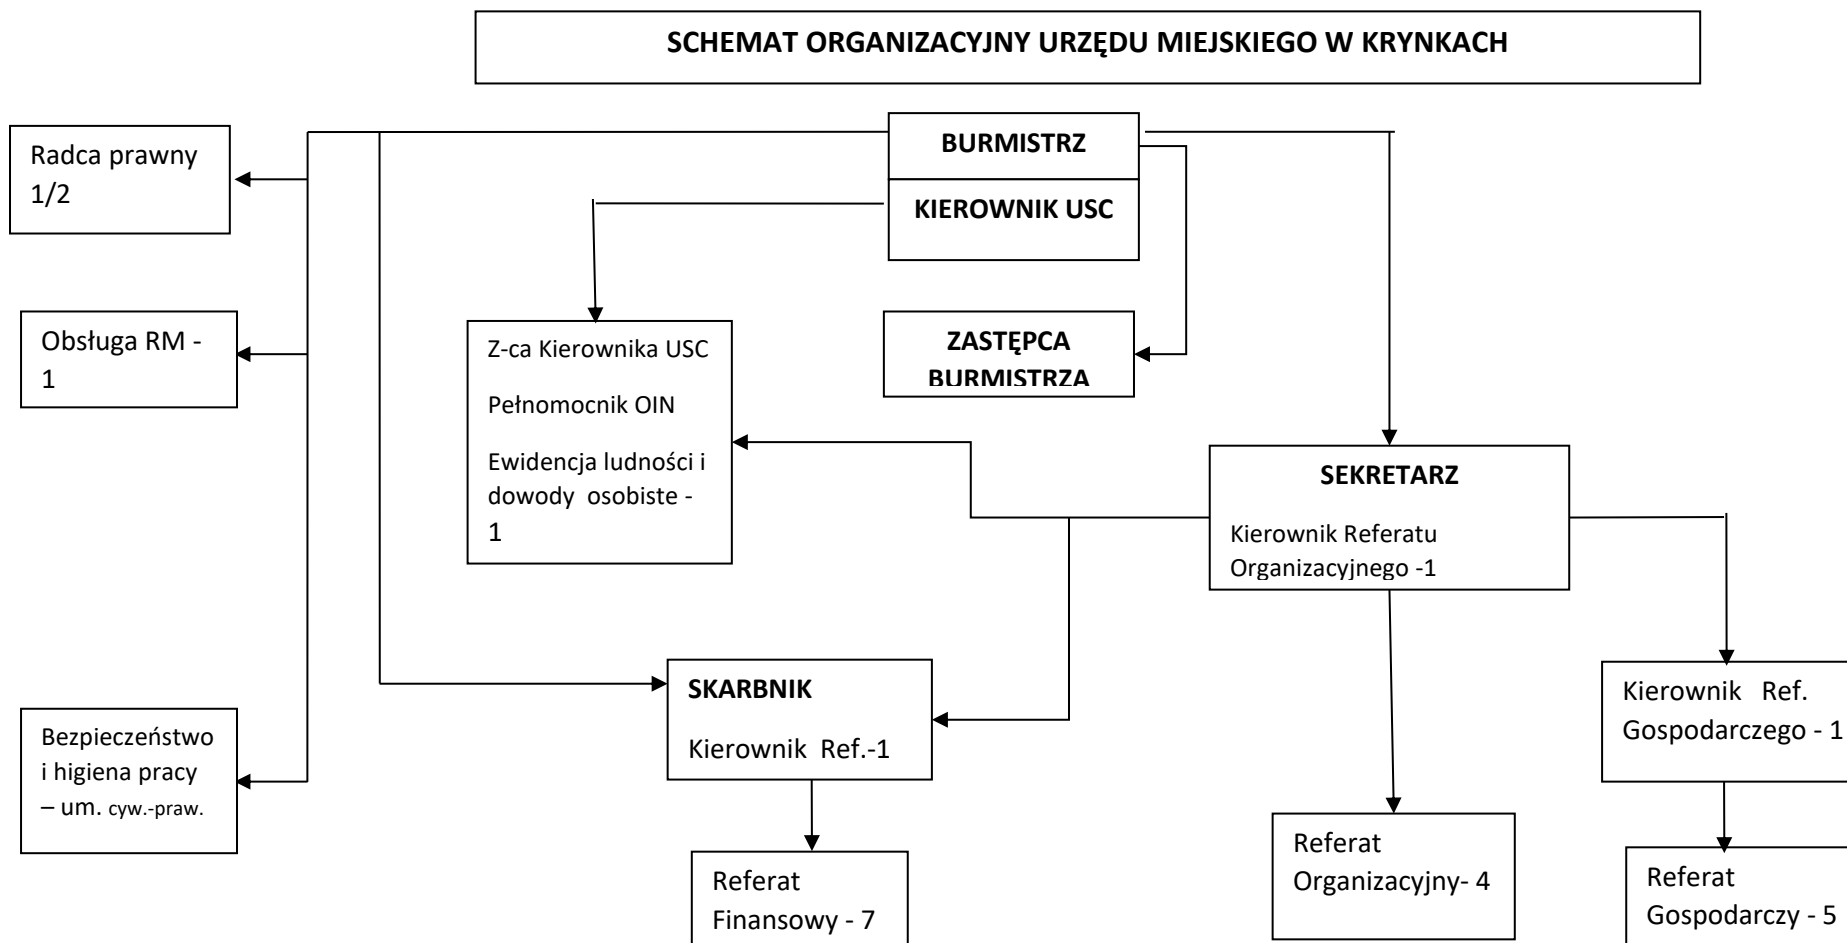 SCHEMAT ORGANIZACYJNY URZĘDU MIEJSKIEGO W KRYNKACH
BURMISTRZ
KIEROWNIK USC
Radca prawny
1/2
Obsługa RM -
1
Z-ca Kierownika USC
Pełnomocnik OIN
Ewidencja ludności i
dowody osobiste -
1
ZASTĘPCA
BURMISTRZA
SEKRETARZ
Kierownik Referatu
Organizacyjnego -1
SKARBNIK
Kierownik Ref.-1
Kierownik Ref.
Gospodarczego - 1
Bezpieczeństwo
i higiena pracy
– um. cyw.-praw.
Referat
Finansowy - 7
Referat
Organizacyjny- 4
Referat
Gospodarczy - 5